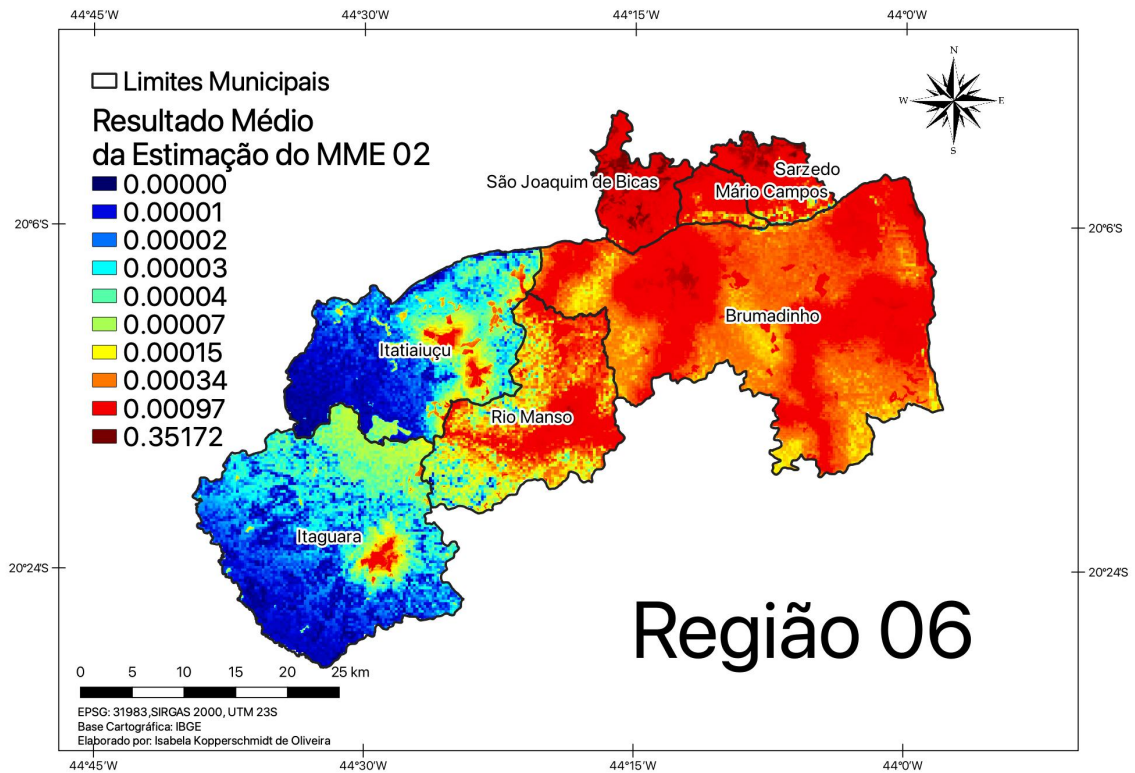 44°45'W 44°30'W 44°15'W 44°0'W
Limites Municipais
Resultado Médio
da Estimação do MME 02
0.00000
0.00001
0.00002
0.00003
0.00004
0.00007
0.00015
0.00034
0.00097
0.35172
N
W E
S
20°6'S 20°6'S
São Joaquim de Bicas
Sarzedo
Mário Campos
Brumadinho
Itatiaiuçu
Rio Manso
Itaguara
20°24'S 20°24'S
Região 06
0 5 10 15 20 25 km
EPSG: 31983,SIRGAS 2000, UTM 23S
Base Cartográfica: IBGE
Elaborado por: Isabela Kopperschmidt de Oliveira
44°45'W 44°30'W 44°15'W 44°0'W